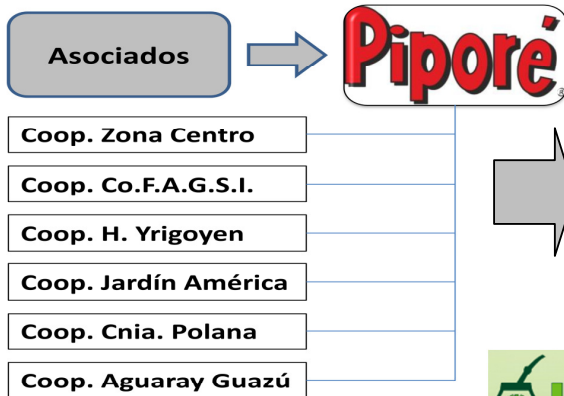 Asociados
Piporé
Coop. Zona Centro
Coop. Co.F.A.G.S.I.
Coop. H. Yrigoyen
Coop. Jardín América
Coop. Cnia. Polana
Coop. Aguaray Guazú